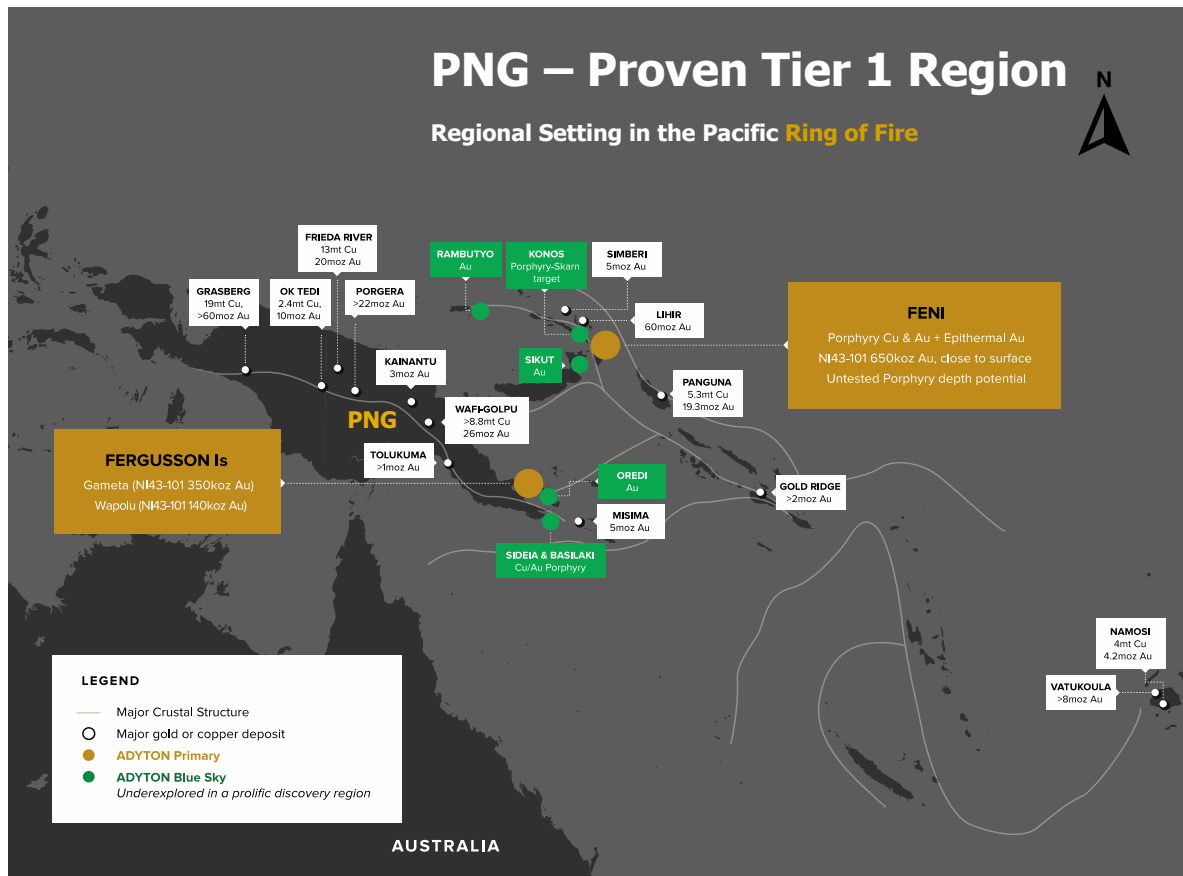 PNG – Proven Tier 1 Region
N
Regional Setting in the Pacific Ring of Fire
FRIEDA RIVER
13mt Cu
20moz Au
RAMBUTYO
Au
KONOS
Porphyry-Skarn
target
SIMBERI
5moz Au
GRASBERG
19mt Cu,
>60moz Au
OK TEDI
2.4mt Cu,
10moz Au
PORGERA
>22moz Au
LIHIR
60moz Au
FENI
Porphyry Cu & Au + Epithermal Au
NI43-101 650koz Au, close to surface
Untested Porphyry depth potential
KAINANTU
3moz Au
SIKUT
Au
PANGUNA
5.3mt Cu
19.3moz Au
PNG
WAFI-GOLPU
>8.8mt Cu
26moz Au
TOLUKUMA
>1moz Au
FERGUSSON Is
Gameta (NI43-101 350koz Au)
Wapolu (NI43-101 140koz Au)
OREDI
Au
GOLD RIDGE
>2moz Au
MISIMA
5moz Au
SIDEIA & BASILAKI
Cu/Au Porphyry
NAMOSI
4mt Cu
4.2moz Au
VATUKOULA
>8moz Au
LEGEND
Major Crustal Structure
Major gold or copper deposit
ADYTON Primary
ADYTON Blue Sky
Underexplored in a prolific discovery region
AUSTRALIA